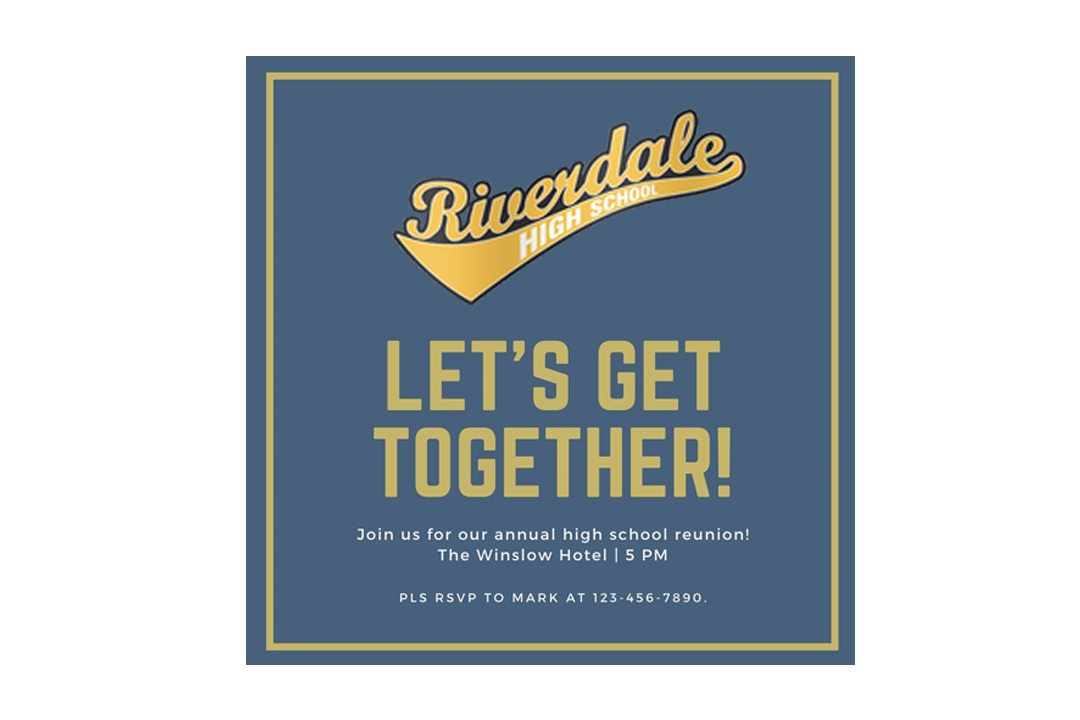 Riverdale
HIGH SCHOOL
LET'S GET
TOGETHER!
Join us for our annual high school reunion!
The Winslow Hotel | 5 PM
PLS RSVP TO MARK AT 123-456-7890.